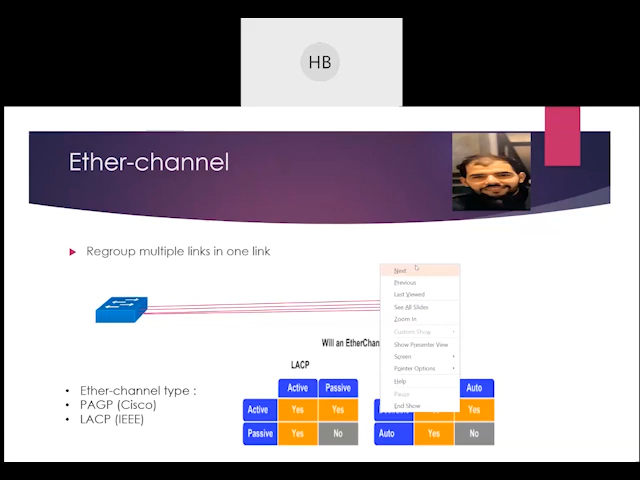 HB
Ether-channel
Regroup multiple links in one link
Next
Previous
Last Viewed
See All Slides
Zoom In
Custom Show
Show Presenter View
Screen
Pointer Options
Help
Pause
End Show
Will an EtherChan
LACP
Active Passive
Active Yes Yes
Passive Yes No
Auto
Yes
Auto Yes No
• Ether-channel type :
• PAGP (Cisco)
• LACP (IEEE)